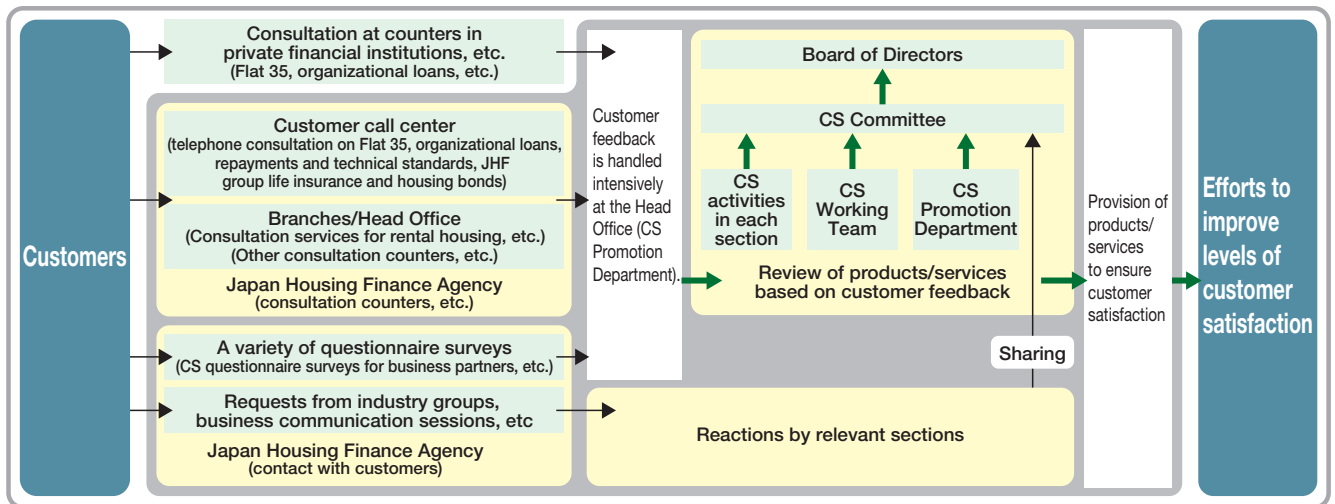 Customers
Consultation at counters in
private financial institutions, etc.
(Flat 35, organizational loans, etc.)
Customer call center
(telephone consultation on Flat 35, organizational loans,
repayments and technical standards, JHF
group life insurance and housing bonds)
Branches/Head Office
(Consultation services for rental housing, etc.)
(Other consultation counters, etc.)
Japan Housing Finance Agency
(consultation counters, etc.)
A variety of questionnaire surveys
(CS questionnaire surveys for business partners, etc.)
Requests from industry groups,
business communication sessions, etc
Japan Housing Finance Agency
(contact with customers)
Customer
feedback
is handled
intensively
at the Head
Office (CS
Promotion
Department).
Board of Directors
CS Committee
CS
activities
in each
section
CS
Working
Team
CS
Promotion
Department
Review of products/services
based on customer feedback
Sharing
Reactions by relevant sections
Provision of
products/
services
to ensure
customer
satisfaction
Efforts to
improve
levels of
customer
satisfaction